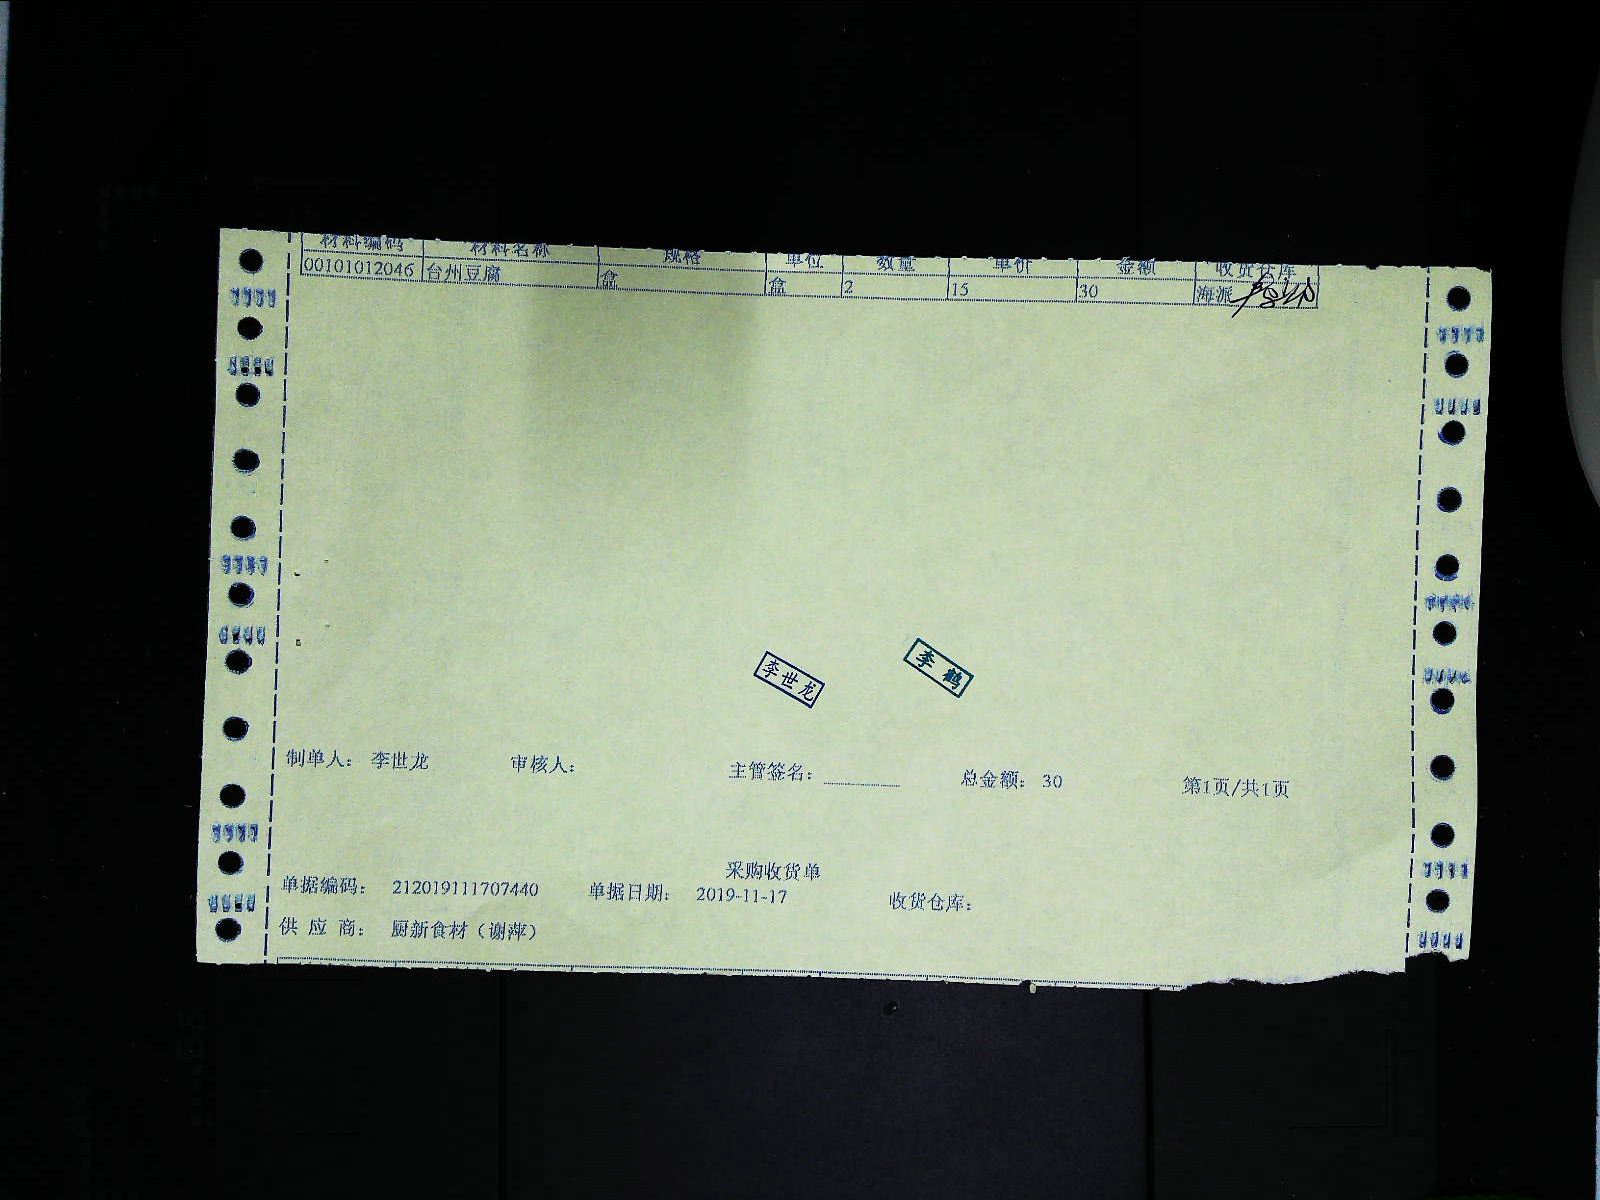 材料编码 材料名称 规格 单位 数量 单价 金额 收货仓库
00101012046 台州豆腐 盒 盒 2 15 30 海派
李世龙 李鹤
制单人： 李世龙 审核人： 主管签名： 总金额： 30 第1页/共1页
采购收货单
单据编码： 212019111707440 单据日期： 2019-11-17 收货仓库：
供 应 商： 厨新食材（谢萍）